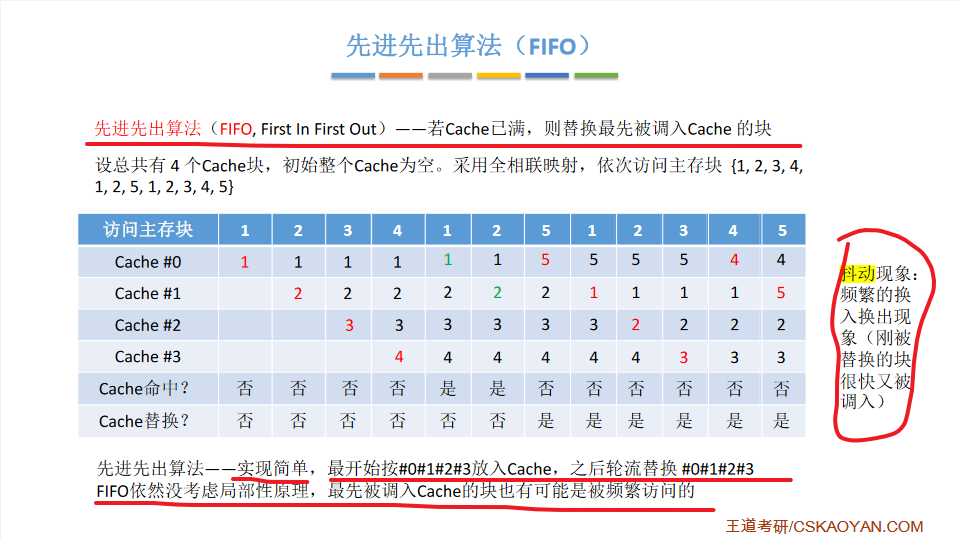 先进先出算法（FIFO）
先进先出算法（FIFO, First In First Out）——若Cache已满，则替换最先被调入Cache 的块
设总共有 4 个Cache块，初始整个Cache为空。采用全相联映射，依次访问主存块 {1, 2, 3, 4,
1, 2, 5, 1, 2, 3, 4, 5}
访问主存块 1 2 3 4 1 2 5 1 2 3 4 5
Cache #0 1 1 1 1 1 1 5 5 5 5 4 4
Cache #1 2 2 2 2 2 2 1 1 1 1 5
Cache #2 3 3 3 3 3 3 2 2 2 2
Cache #3 4 4 4 4 4 4 3 3 3
Cache命中？ 否 否 否 否 是 是 否 否 否 否 否 否
Cache替换？ 否 否 否 否 否 否 是 是 是 是 是 是
抖动现象：
频繁的换
入换出现
象（刚被
替换的块
很快又被
调入）
先进先出算法——实现简单，最开始按#0#1#2#3放入Cache，之后轮流替换 #0#1#2#3
FIFO依然没考虑局部性原理，最先被调入Cache的块也有可能是被频繁访问的
王道考研/CSKAOYAN.COM